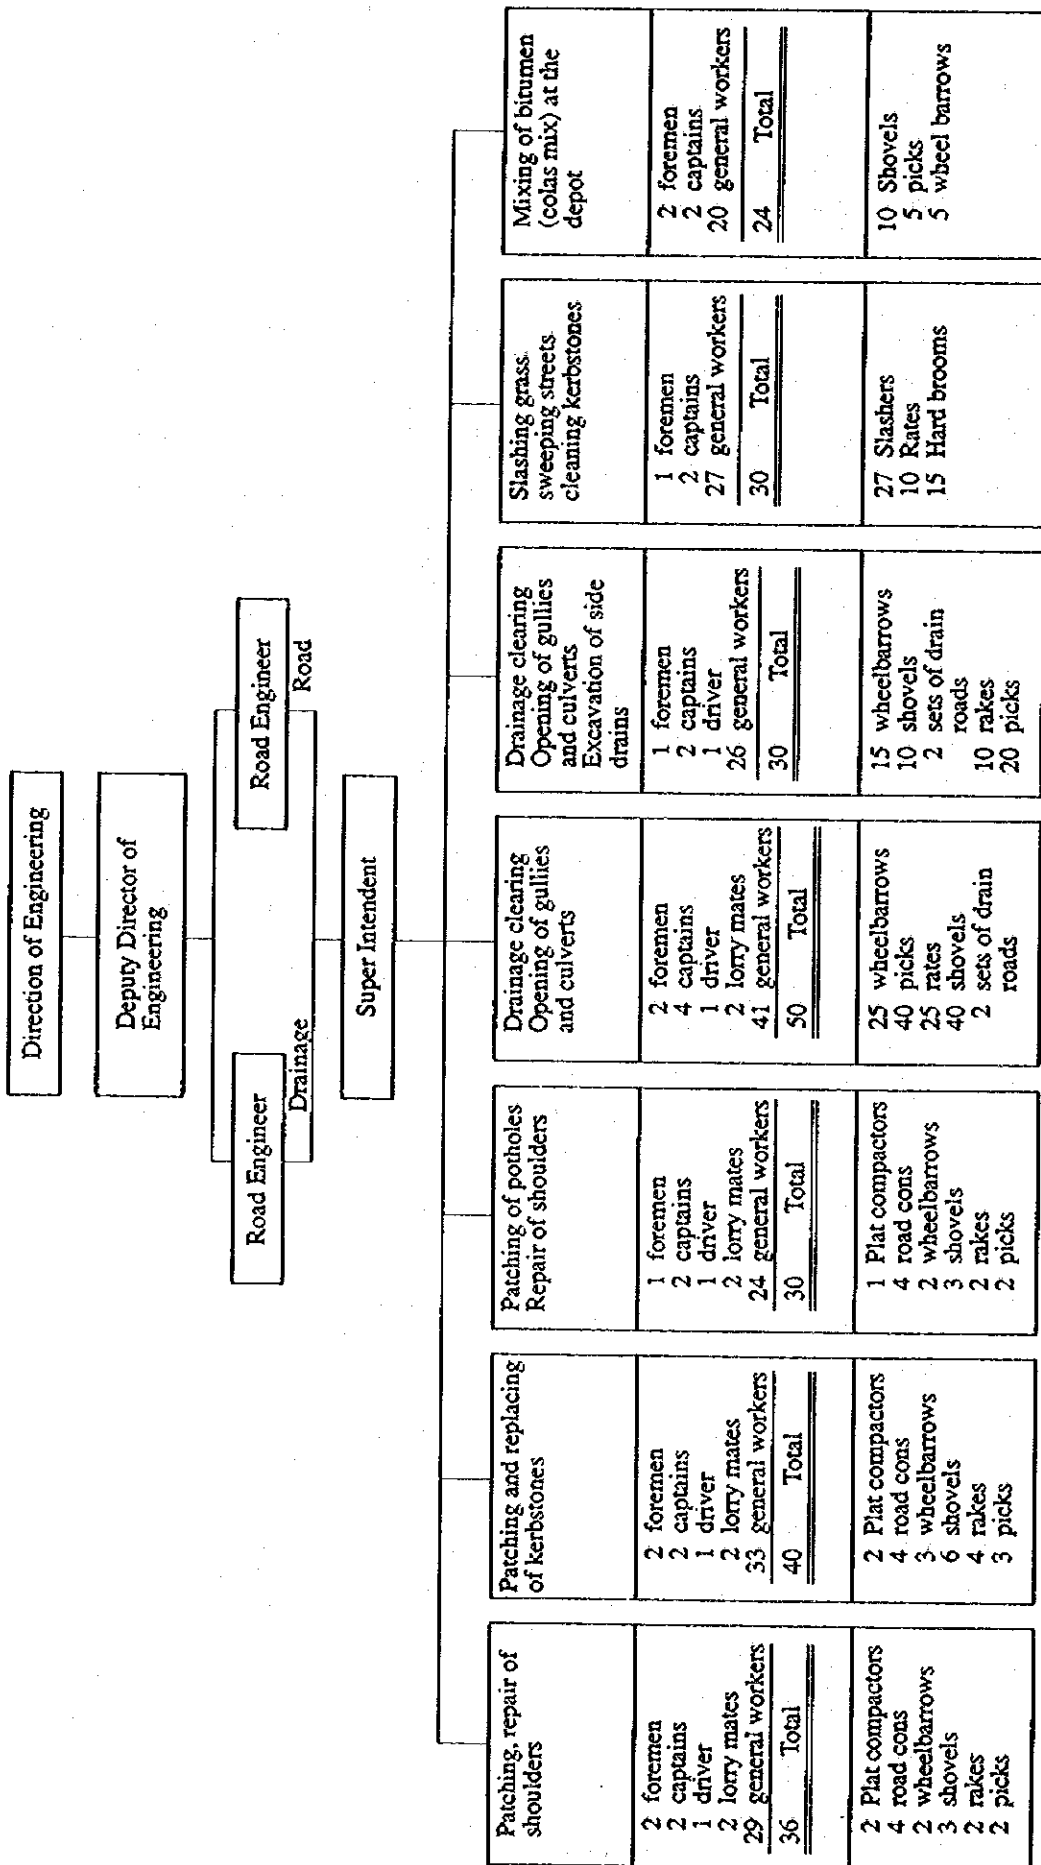 Direction of Engineering
Deputy Director of
Engineering
Road Engineer
Drainage
Road Engineer
Road
Super Intendent
Patching, repair of
shoulders
2 foremen
2 captains
1 driver
2 lorry mates
29 general workers
36 Total
2 Plat compactors
4 road cons
2 wheelbarrows
3 shovels
2 rakes
2 picks
Patching and replacing
of kerbstones
2 foremen
2 captains
1 driver
2 lorry mates
33 general workers
40 Total
2 Plat compactors
4 road cons
3 wheelbarrows
6 shovels
4 rakes
3 picks
Patching of potholes
Repair of shoulders
1 foremen
2 captains
1 driver
2 lorry mates
24 general workers
30 Total
1 Plat compactors
4 road cons
2 wheelbarrows
3 shovels
2 rakes
2 picks
Drainage clearing
Opening of gullies
and culverts
2 foremen
4 captains
1 driver
2 lorry mates
41 general workers
50 Total
25 wheelbarrows
40 picks
25 rates
40 shovels
2 sets of drain
roads
Drainage clearing
Opening of gullies
and culverts
Excavation of side
drains
1 foremen
2 captains
1 driver
26 general workers
30 Total
15 wheelbarrows
10 shovels
2 sets of drain
roads
10 rakes
20 picks
Slashing grass
sweeping streets
cleaning kerbstones
1 foremen
2 captains
27 general workers
30 Total
27 Slashers
10 Rates
15 Hard brooms
Mixing of bitumen
(colas mix) at the
depot
2 foremen
2 captains
20 general workers
24 Total
10 Shovels
5 picks
5 wheel barrows